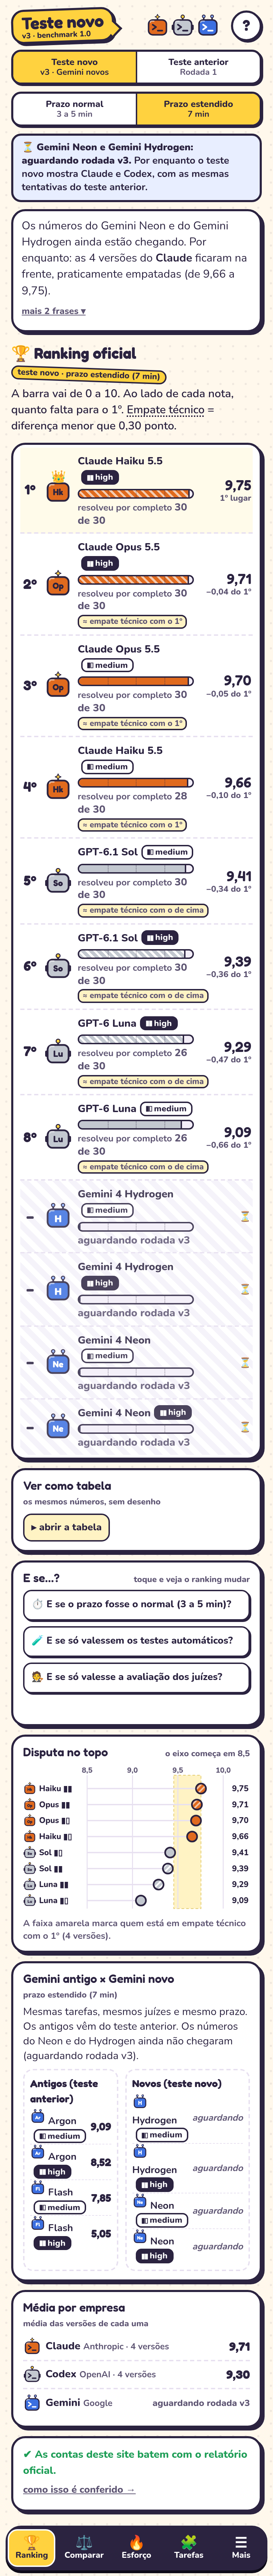 Teste novo
v3 · benchmark 1.0
?
Teste novo
v3 · Gemini novos
Teste anterior
Rodada 1
Prazo normal
3 a 5 min
Prazo estendido
7 min
⏳ Gemini Neon e Gemini Hydrogen:
aguardando rodada v3. Por enquanto o teste
novo mostra Claude e Codex, com as mesmas
tentativas do teste anterior.
Os números do Gemini Neon e do Gemini
Hydrogen ainda estão chegando. Por
enquanto: as 4 versões do Claude ficaram na
frente, praticamente empatadas (de 9,66 a
9,75).
mais 2 frases ▾
🏆 Ranking oficial
teste novo · prazo estendido (7 min)
A barra vai de 0 a 10. Ao lado de cada nota,
quanto falta para o 1º. Empate técnico =
diferença menor que 0,30 ponto.
1º
Hk
Claude Haiku 5.5
high
resolveu por completo 30
de 30
9,75
1º lugar
2º
Op
Claude Opus 5.5
high
resolveu por completo 30
de 30
≈ empate técnico com o 1º
9,71
−0,04 do 1º
3º
Op
Claude Opus 5.5
medium
resolveu por completo 30
de 30
≈ empate técnico com o 1º
9,70
−0,05 do 1º
4º
Hk
Claude Haiku 5.5
medium
resolveu por completo 28
de 30
≈ empate técnico com o 1º
9,66
−0,10 do 1º
5º
So
GPT-6.1 Sol medium
resolveu por completo 30
de 30
≈ empate técnico com o de cima
9,41
−0,34 do 1º
6º
So
GPT-6.1 Sol high
resolveu por completo 30
de 30
≈ empate técnico com o de cima
9,39
−0,36 do 1º
7º
Lu
GPT-6 Luna high
resolveu por completo 26
de 30
≈ empate técnico com o de cima
9,29
−0,47 do 1º
8º
Lu
GPT-6 Luna medium
resolveu por completo 26
de 30
≈ empate técnico com o de cima
9,09
−0,66 do 1º
–
H
Gemini 4 Hydrogen
medium
aguardando rodada v3
⏳
–
H
Gemini 4 Hydrogen
high
aguardando rodada v3
⏳
–
Ne
Gemini 4 Neon
medium
aguardando rodada v3
⏳
–
Ne
Gemini 4 Neon high
aguardando rodada v3
⏳
Ver como tabela
os mesmos números, sem desenho
▸ abrir a tabela
E se...?
toque e veja o ranking mudar
⏱️ E se o prazo fosse o normal (3 a 5 min)?
🧪 E se só valessem os testes automáticos?
🧑‍⚖️ E se só valesse a avaliação dos juízes?
Disputa no topo
o eixo começa em 8,5
8,5 9,0 9,5 10,0
Haiku 9,75
Opus 9,71
Opus 9,70
Haiku 9,66
Sol 9,41
Sol 9,39
Luna 9,29
Luna 9,09
A faixa amarela marca quem está em empate técnico
com o 1º (4 versões).
Gemini antigo × Gemini novo
prazo estendido (7 min)
Mesmas tarefas, mesmos juízes e mesmo prazo.
Os antigos vêm do teste anterior. Os números
do Neon e do Hydrogen ainda não chegaram
(aguardando rodada v3).
Antigos (teste
anterior)
Ar Argon
medium
9,09
Ar Argon
high
8,52
Fl Flash
medium
7,85
Fl Flash
high
5,05
Novos (teste novo)
H
Hydrogen
medium
aguardando
H
Hydrogen
high
aguardando
Ne Neon
medium
aguardando
Ne Neon
high
aguardando
Média por empresa
média das versões de cada uma
Claude Anthropic · 4 versões 9,71
Codex OpenAI · 4 versões 9,30
Gemini Google aguardando rodada v3
✔ As contas deste site batem com o relatório
oficial.
como isso é conferido →
Ranking
Comparar
Esforço
Tarefas
Mais